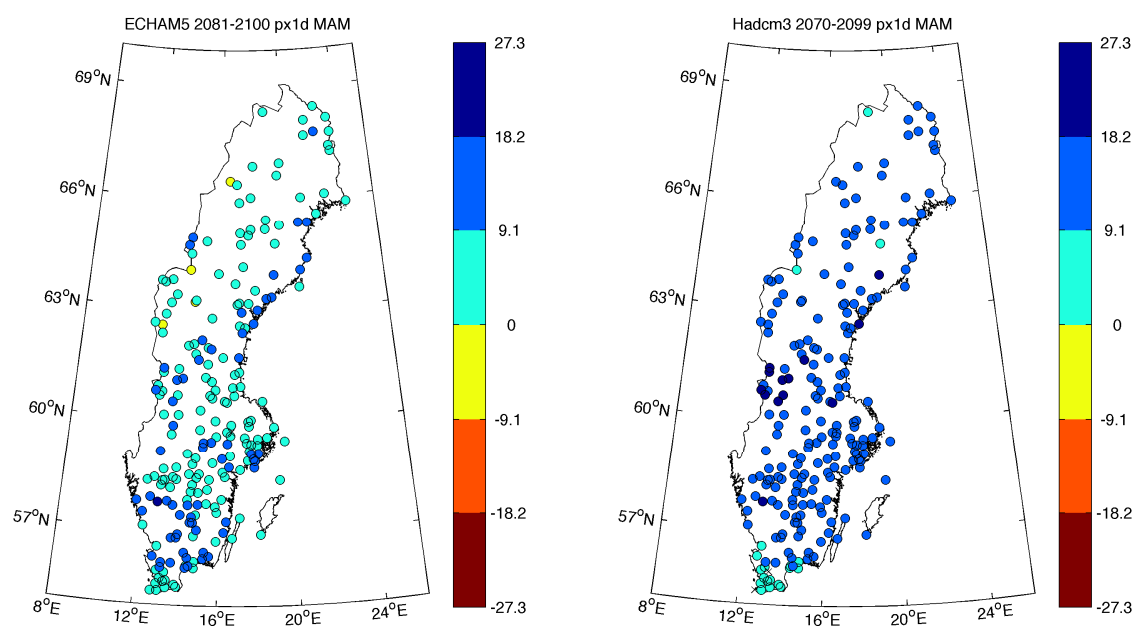 ECHAM5 2081-2100 px1d MAM
69°N
66°N
63°N
60°N
57°N
8°E
12°E
16°E
20°E
24°E
27.3
18.2
9.1
0
-9.1
-18.2
-27.3
Hadcm3 2070-2099 px1d MAM
69°N
66°N
63°N
60°N
57°N
8°E
12°E
16°E
20°E
24°E
27.3
18.2
9.1
0
-9.1
-18.2
-27.3